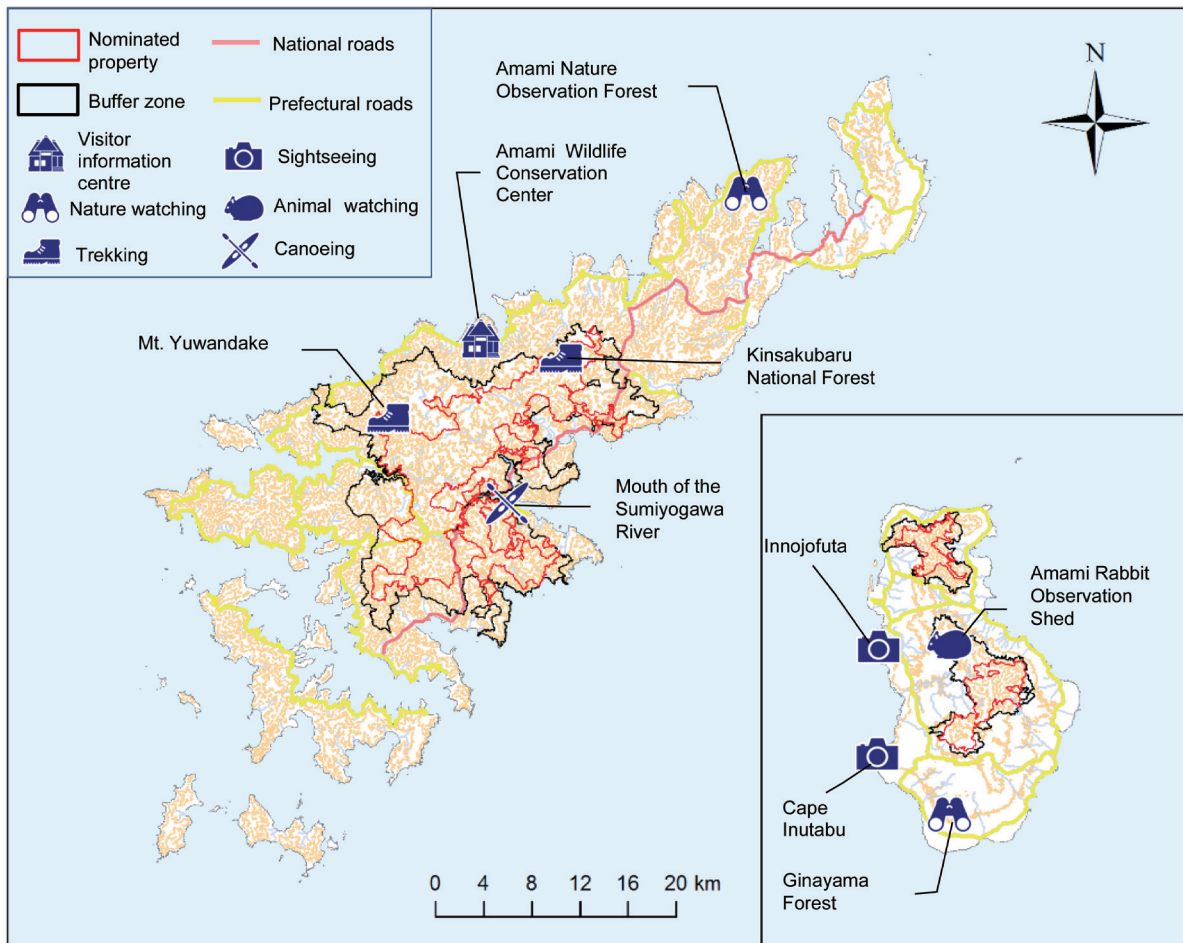 Nominated
property
National roads
Buffer zone
Prefectural roads
Visitor
information
centre
Sightseeing
Nature watching
Animal watching
Trekking
Canoeing
Amami Nature
Observation Forest
N
Amami Wildlife
Conservation
Center
Mt. Yuwandake
Kinsakubaru
National Forest
Mouth of the
Sumiyogawa
River
Innojofuta
Amami Rabbit
Observation
Shed
Cape
Inutabu
Ginayama
Forest
0 4 8 12 16 20 km